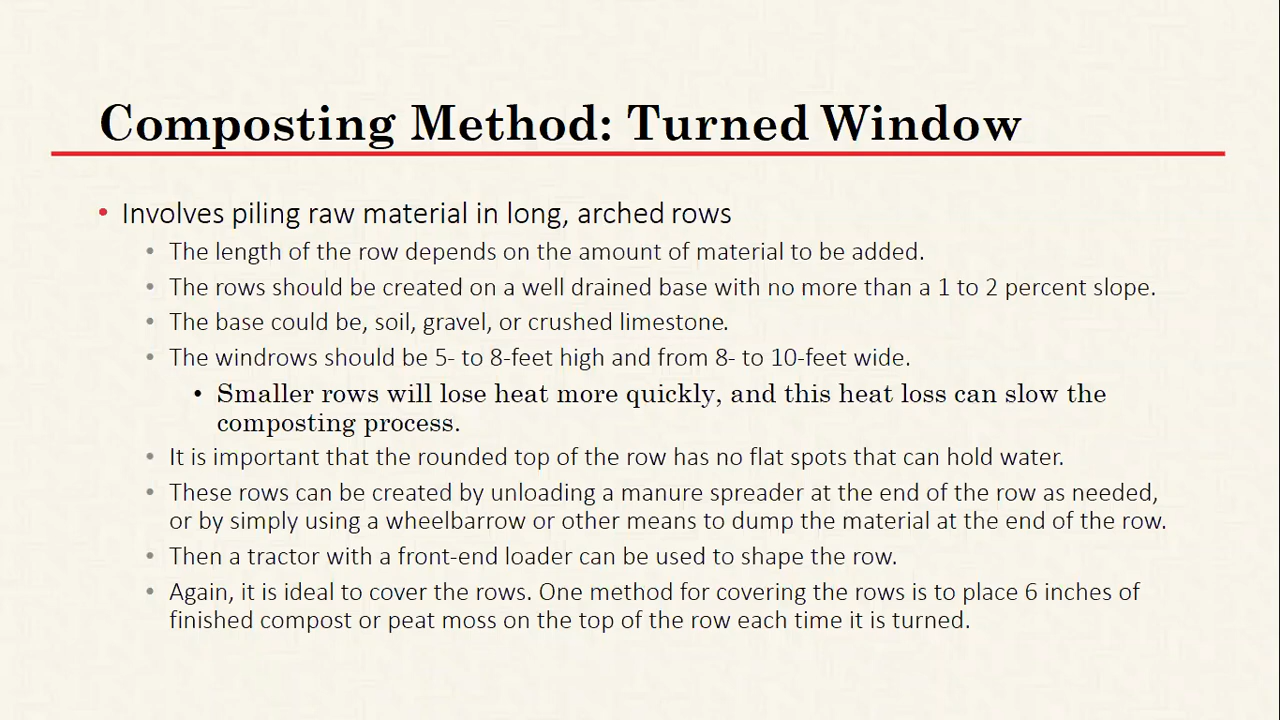 Composting Method: Turned Window
• Involves piling raw material in long, arched rows
• The length of the row depends on the amount of material to be added.
• The rows should be created on a well drained base with no more than a 1 to 2 percent slope.
• The base could be, soil, gravel, or crushed limestone.
• The windrows should be 5- to 8-feet high and from 8- to 10-feet wide.
• Smaller rows will lose heat more quickly, and this heat loss can slow the
composting process.
• It is important that the rounded top of the row has no flat spots that can hold water.
• These rows can be created by unloading a manure spreader at the end of the row as needed,
or by simply using a wheelbarrow or other means to dump the material at the end of the row.
• Then a tractor with a front-end loader can be used to shape the row.
• Again, it is ideal to cover the rows. One method for covering the rows is to place 6 inches of
finished compost or peat moss on the top of the row each time it is turned.